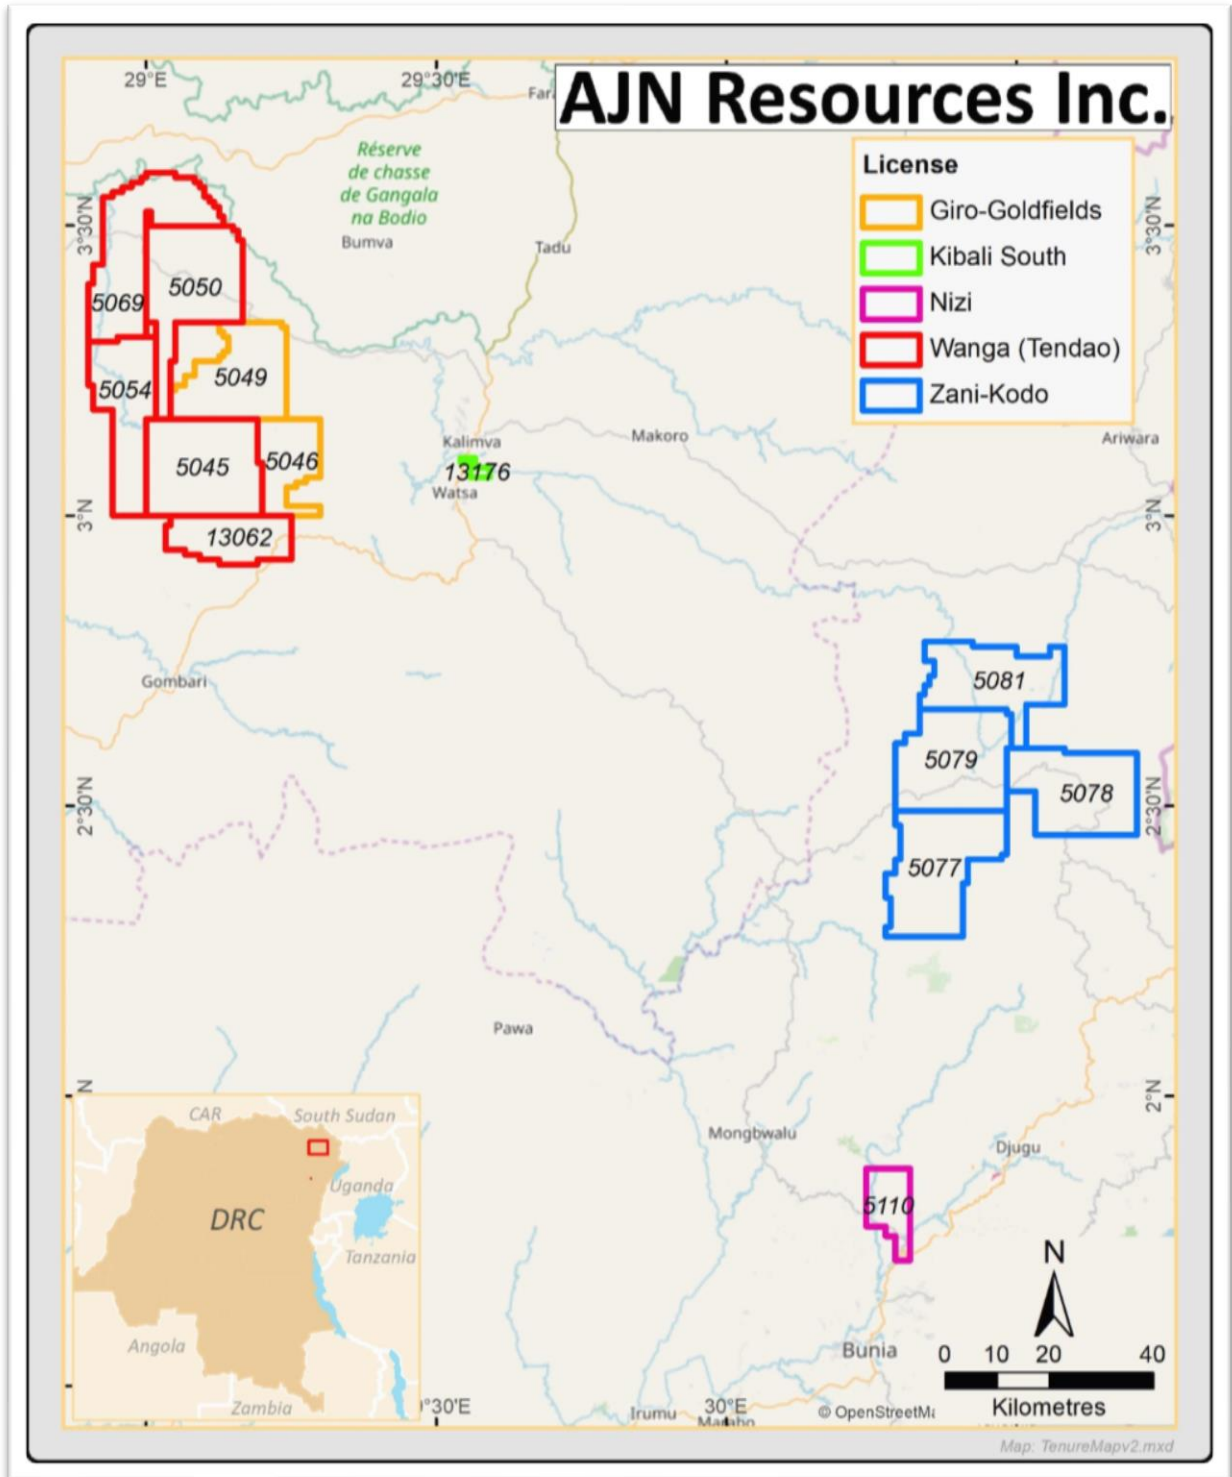 AJN Resources Inc.
29°E
29°30'E
Fara
Réserve
de chasse
de Gangala
na Bodio
Bumva
Tadu
License
Giro-Goldfields
Kibali South
Nizi
Wanga (Tendao)
Zani-Kodo
3°30'N
3°30'N
5069
5050
5049
5054
5045
5046
13062
Kalimva
13176
Watsa
Makoro
Ariwara
3°N
3°N
Gombari
5081
5079
5078
5077
2°30'N
2°30'N
Pawa
N
2°N
Mongbwalu
Djugu
5110
CAR
South Sudan
Uganda
DRC
Tanzania
Angola
Zambia
N
Bunia
0 10 20 40
Kilometres
9°30'E
Irumu
30°E
© OpenStreetMa
Map: TenureMapv2.mxd